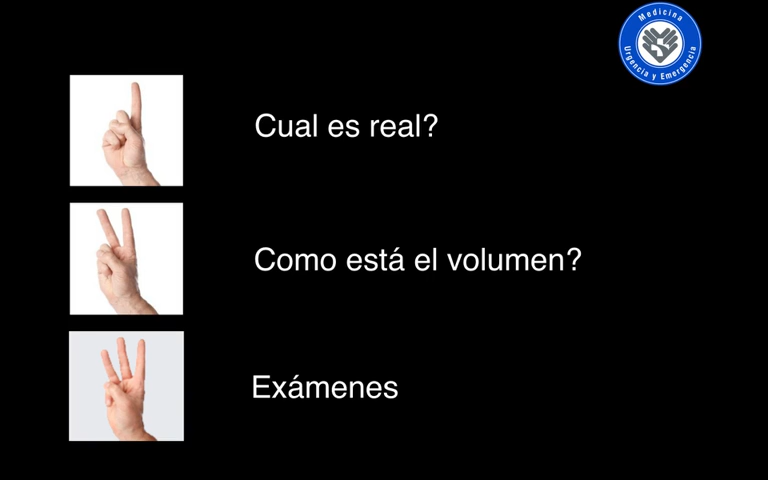 Medicina
Urgencia y Emergencia
Cual es real?
Como está el volumen?
Exámenes